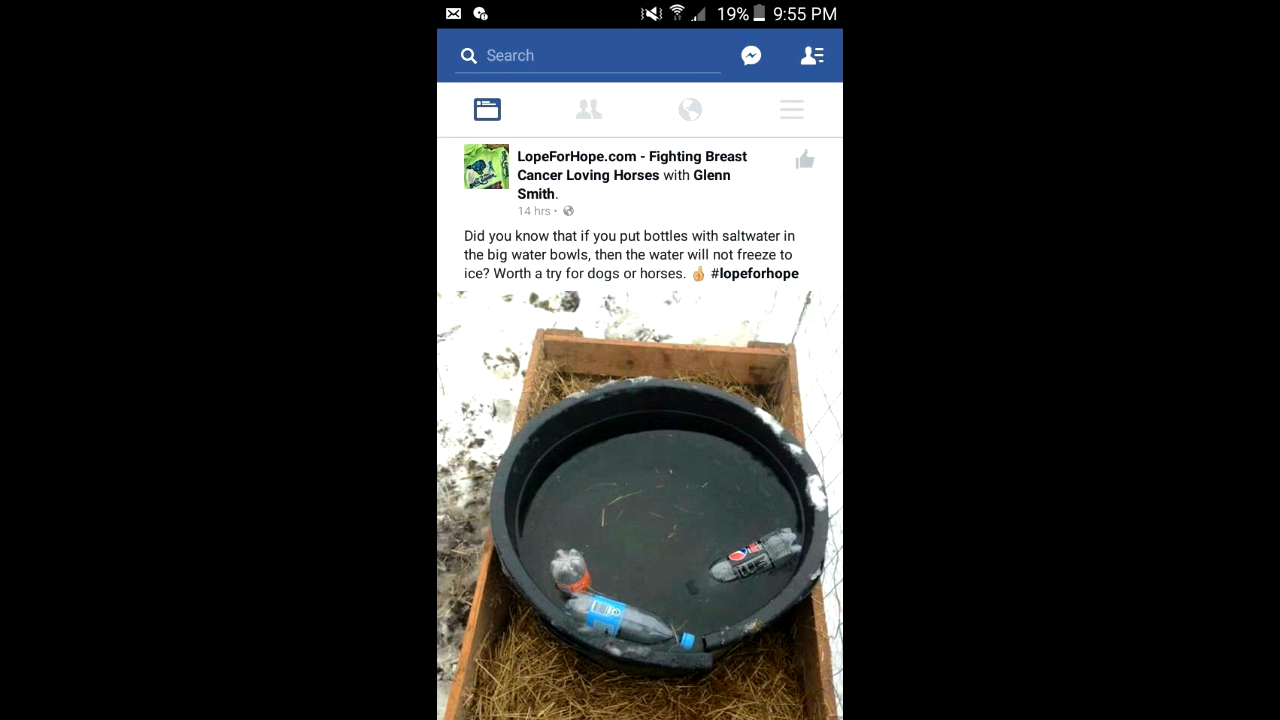 19% 9:55 PM
Search
LopeForHope.com - Fighting Breast
Cancer Loving Horses with Glenn
Smith.
14 hrs •
Did you know that if you put bottles with saltwater in
the big water bowls, then the water will not freeze to
ice? Worth a try for dogs or horses. 👍 #lopeforhope